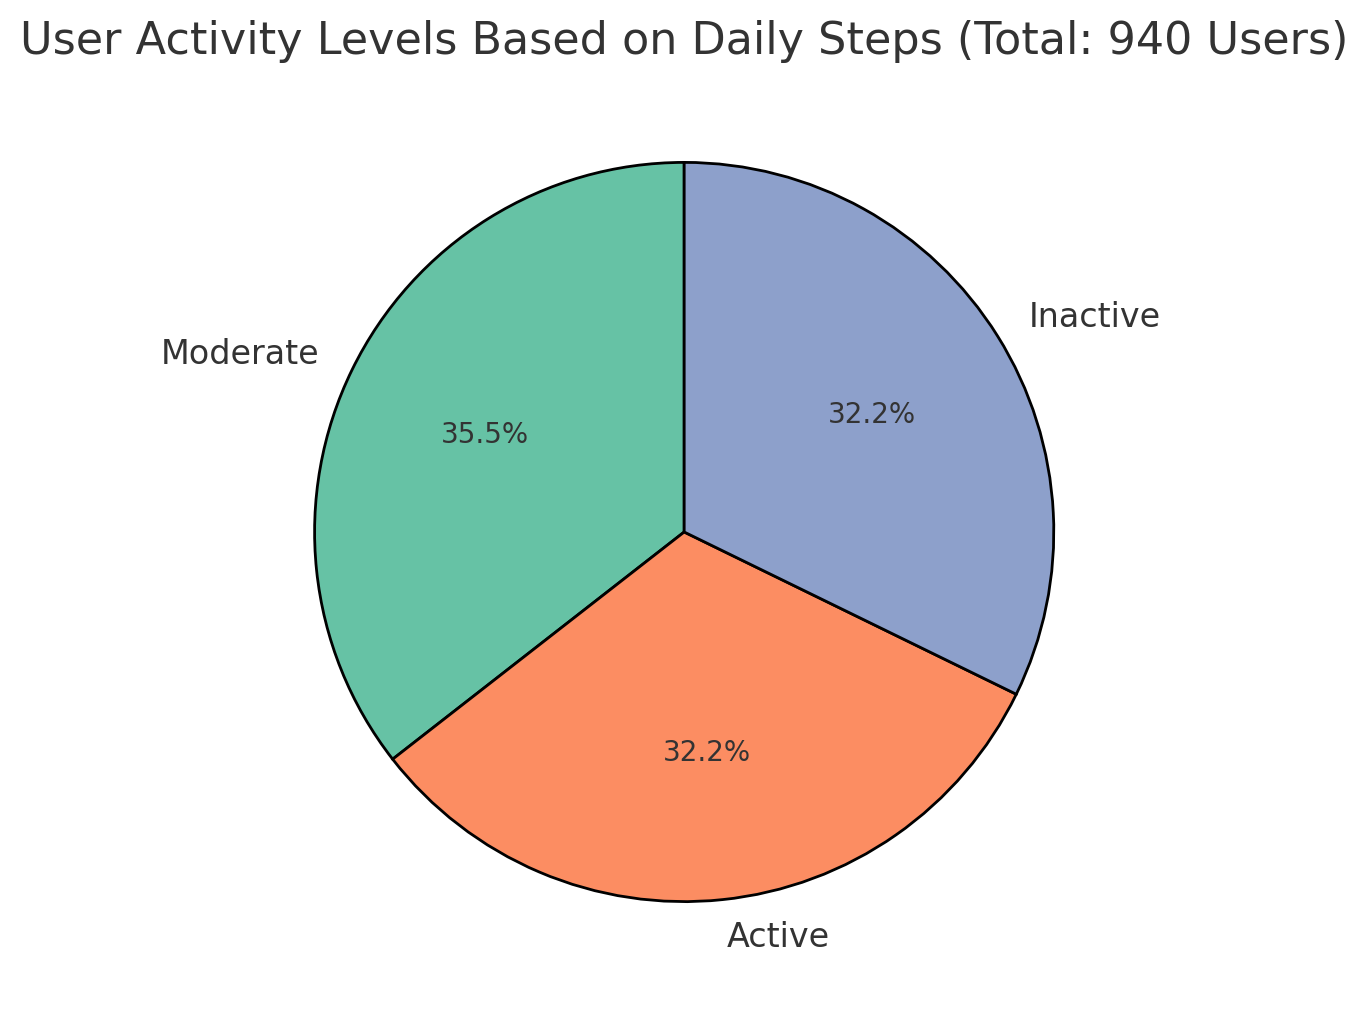 User Activity Levels Based on Daily Steps (Total: 940 Users)
Inactive
Moderate
32.2%
35.5%
32.2%
Active